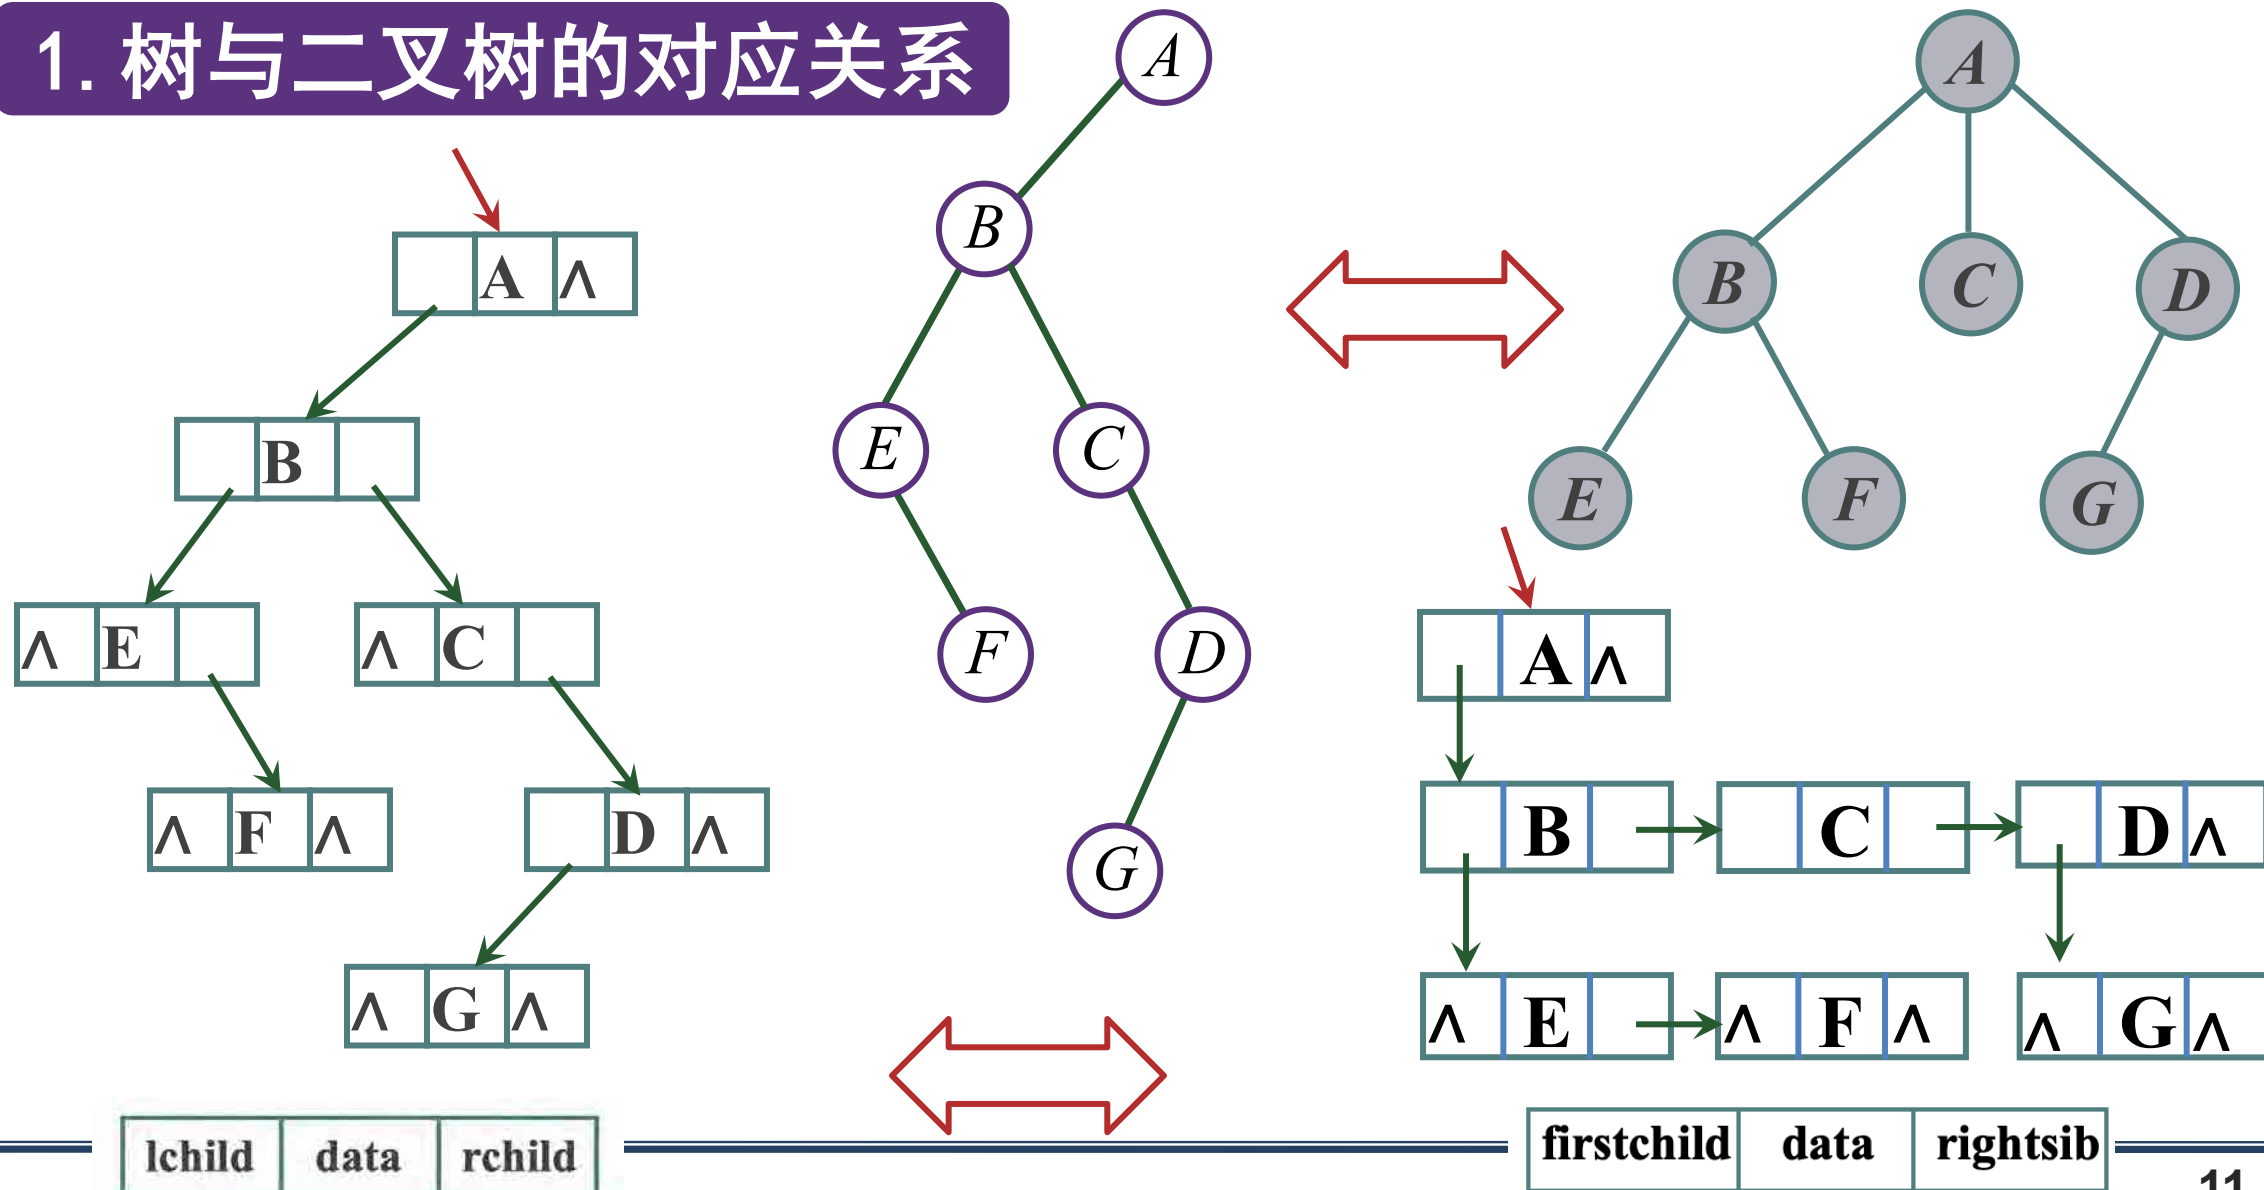 1. 树与二叉树的对应关系
A
A
A ∧
B
B C D
B
E C
E F G
∧ E
∧ C
F D
A ∧
∧ F ∧
D ∧
B
C
D ∧
G
∧ G ∧
∧ E
∧ F ∧
∧ G ∧
lchild data rchild
firstchild data rightsib
11